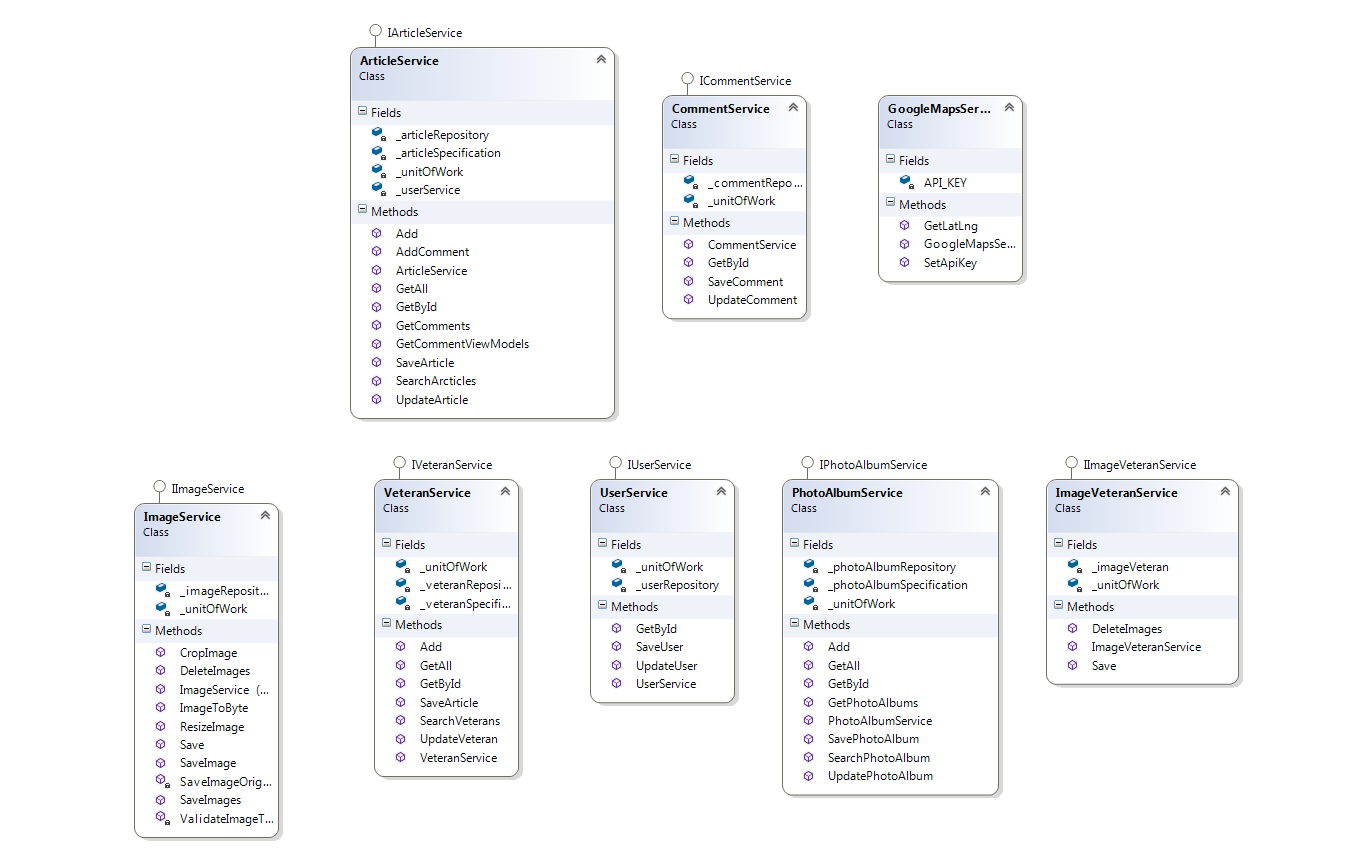 IArticleService
ArticleService
Class
Fields
_articleRepository
_articleSpecification
_unitOfWork
_userService
Methods
Add
AddComment
ArticleService
GetAll
GetById
GetComments
GetCommentViewModels
SaveArticle
SearchArcticles
UpdateArticle
ICommentService
CommentService
Class
Fields
_commentRepo...
_unitOfWork
Methods
CommentService
GetById
SaveComment
UpdateComment
GoogleMapsSer...
Class
Fields
API_KEY
Methods
GetLatLng
GoogleMapsSe...
SetApiKey
IImageService
ImageService
Class
Fields
_imageReposit...
_unitOfWork
Methods
CropImage
DeleteImages
ImageService (...
ImageToByte
ResizeImage
Save
SaveImage
SaveImageOrig...
SaveImages
ValidateImageT...
IVeteranService
VeteranService
Class
Fields
_unitOfWork
_veteranReposi...
_veteranSpecifi...
Methods
Add
GetAll
GetById
SaveArticle
SearchVeterans
UpdateVeteran
VeteranService
IUserService
UserService
Class
Fields
_unitOfWork
_userRepository
Methods
GetById
SaveUser
UpdateUser
UserService
IPhotoAlbumService
PhotoAlbumService
Class
Fields
_photoAlbumRepository
_photoAlbumSpecification
_unitOfWork
Methods
Add
GetAll
GetById
GetPhotoAlbums
PhotoAlbumService
SavePhotoAlbum
SearchPhotoAlbum
UpdatePhotoAlbum
IImageVeteranService
ImageVeteranService
Class
Fields
_imageVeteran
_unitOfWork
Methods
DeleteImages
ImageVeteranService
Save